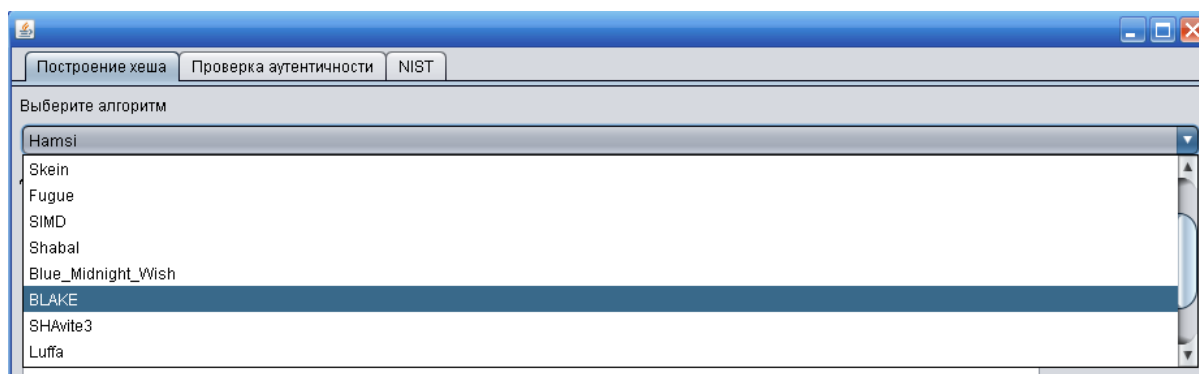 Построение хеша Проверка аутентичности NIST
Выберите алгоритм
Hamsi
Skein
Fugue
SIMD
Shabal
Blue_Midnight_Wish
BLAKE
SHAvite3
Luffa